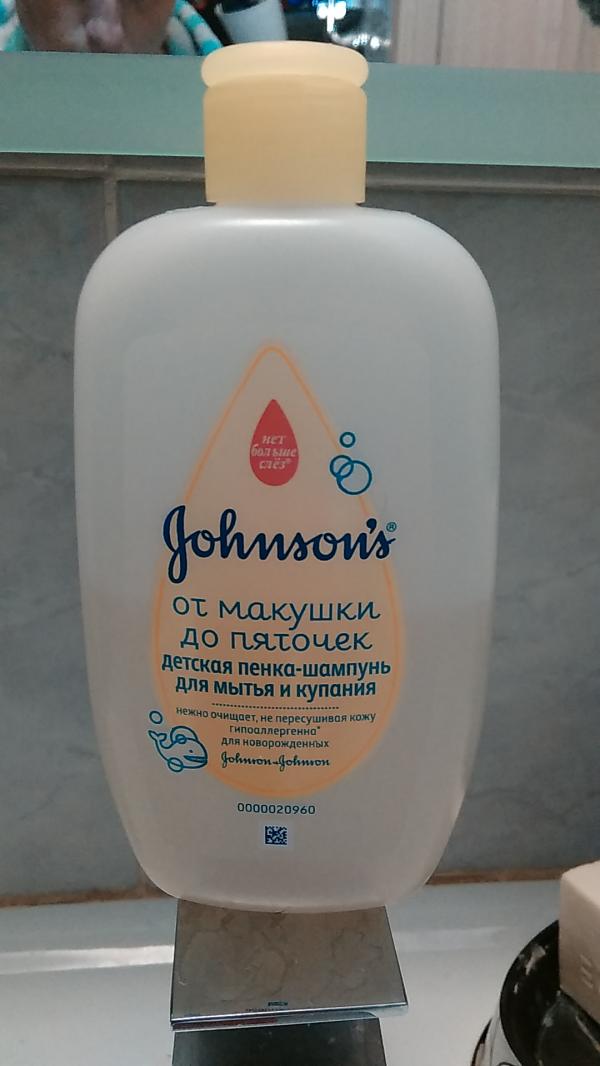 нет
больше
слёз®
Johnson's®
от макушки
до пяточек
детская пенка-шампунь
для мытья и купания
нежно очищает, не пересушивая кожу
гипоаллергенна*
для новорожденных
Johnson & Johnson
0000020960